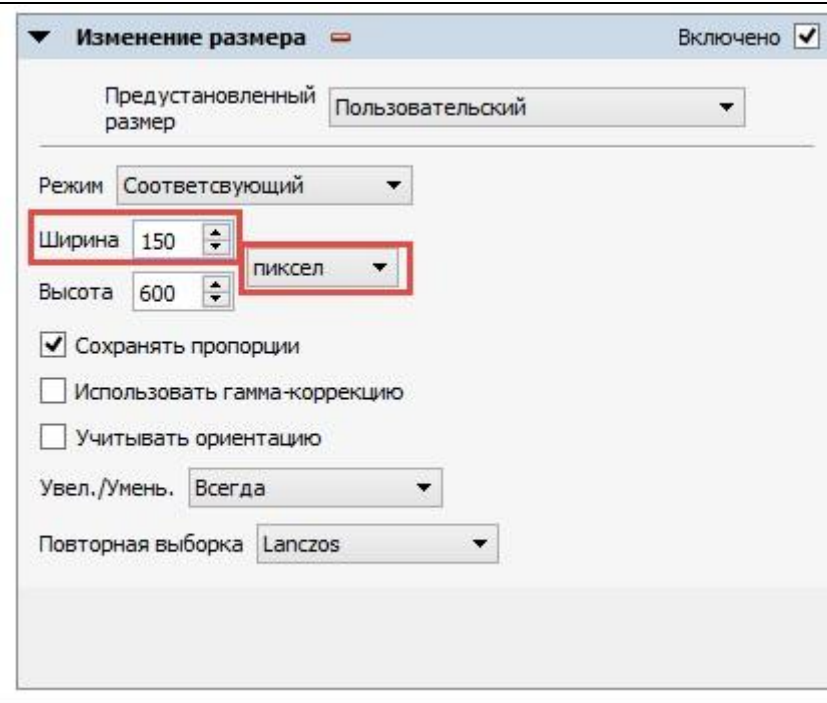 Изменение размера
Включено
Предустановленный
размер
Пользовательский
Режим Соответсвующий
Ширина 150
пиксел
Высота 600
Сохранять пропорции
Использовать гамма-коррекцию
Учитывать ориентацию
Увел./Умень. Всегда
Повторная выборка Lanczos